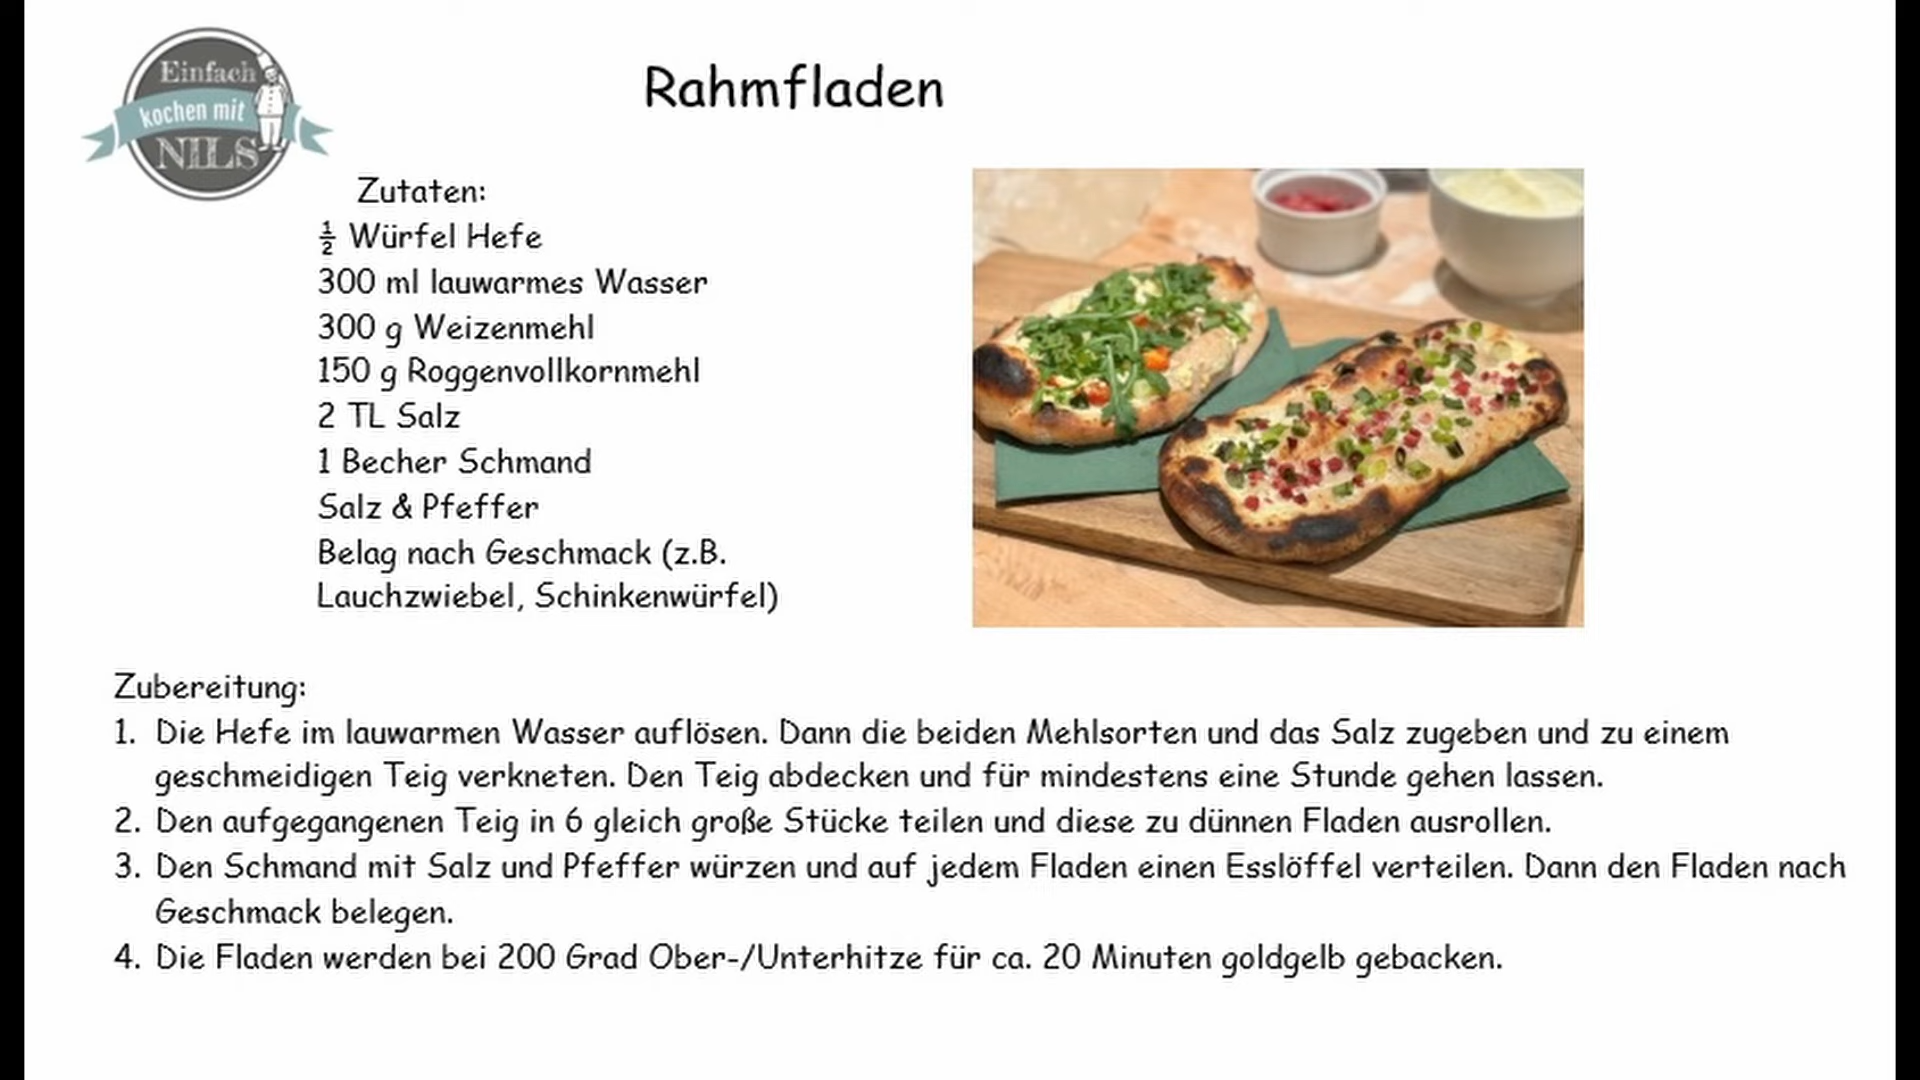 Einfach
kochen mit
NILS
Rahmfladen
Zutaten:
½ Würfel Hefe
300 ml lauwarmes Wasser
300 g Weizenmehl
150 g Roggenvollkornmehl
2 TL Salz
1 Becher Schmand
Salz & Pfeffer
Belag nach Geschmack (z.B.
Lauchzwiebel, Schinkenwürfel)
Zubereitung:
1. Die Hefe im lauwarmen Wasser auflösen. Dann die beiden Mehlsorten und das Salz zugeben und zu einem
geschmeidigen Teig verkneten. Den Teig abdecken und für mindestens eine Stunde gehen lassen.
2. Den aufgegangenen Teig in 6 gleich große Stücke teilen und diese zu dünnen Fladen ausrollen.
3. Den Schmand mit Salz und Pfeffer würzen und auf jedem Fladen einen Esslöffel verteilen. Dann den Fladen nach
Geschmack belegen.
4. Die Fladen werden bei 200 Grad Ober-/Unterhitze für ca. 20 Minuten goldgelb gebacken.